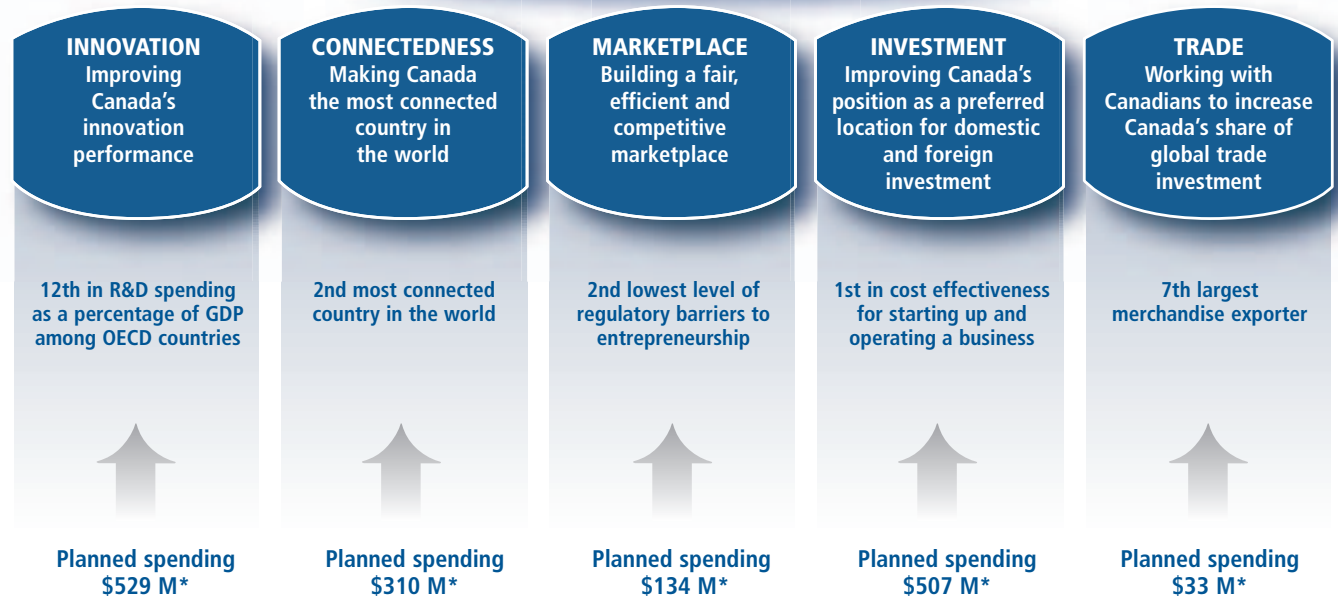 INNOVATION
Improving
Canada's
innovation
performance
CONNECTEDNESS
Making Canada
the most connected
country in
the world
MARKETPLACE
Building a fair,
efficient and
competitive
marketplace
INVESTMENT
Improving Canada's
position as a preferred
location for domestic
and foreign
investment
TRADE
Working with
Canadians to increase
Canada's share of
global trade
investment
12th in R&D spending
as a percentage of GDP
among OECD countries
2nd most connected
country in the world
2nd lowest level of
regulatory barriers to
entrepreneurship
1st in cost effectiveness
for starting up and
operating a business
7th largest
merchandise exporter
Planned spending
$529 M*
Planned spending
$310 M*
Planned spending
$134 M*
Planned spending
$507 M*
Planned spending
$33 M*